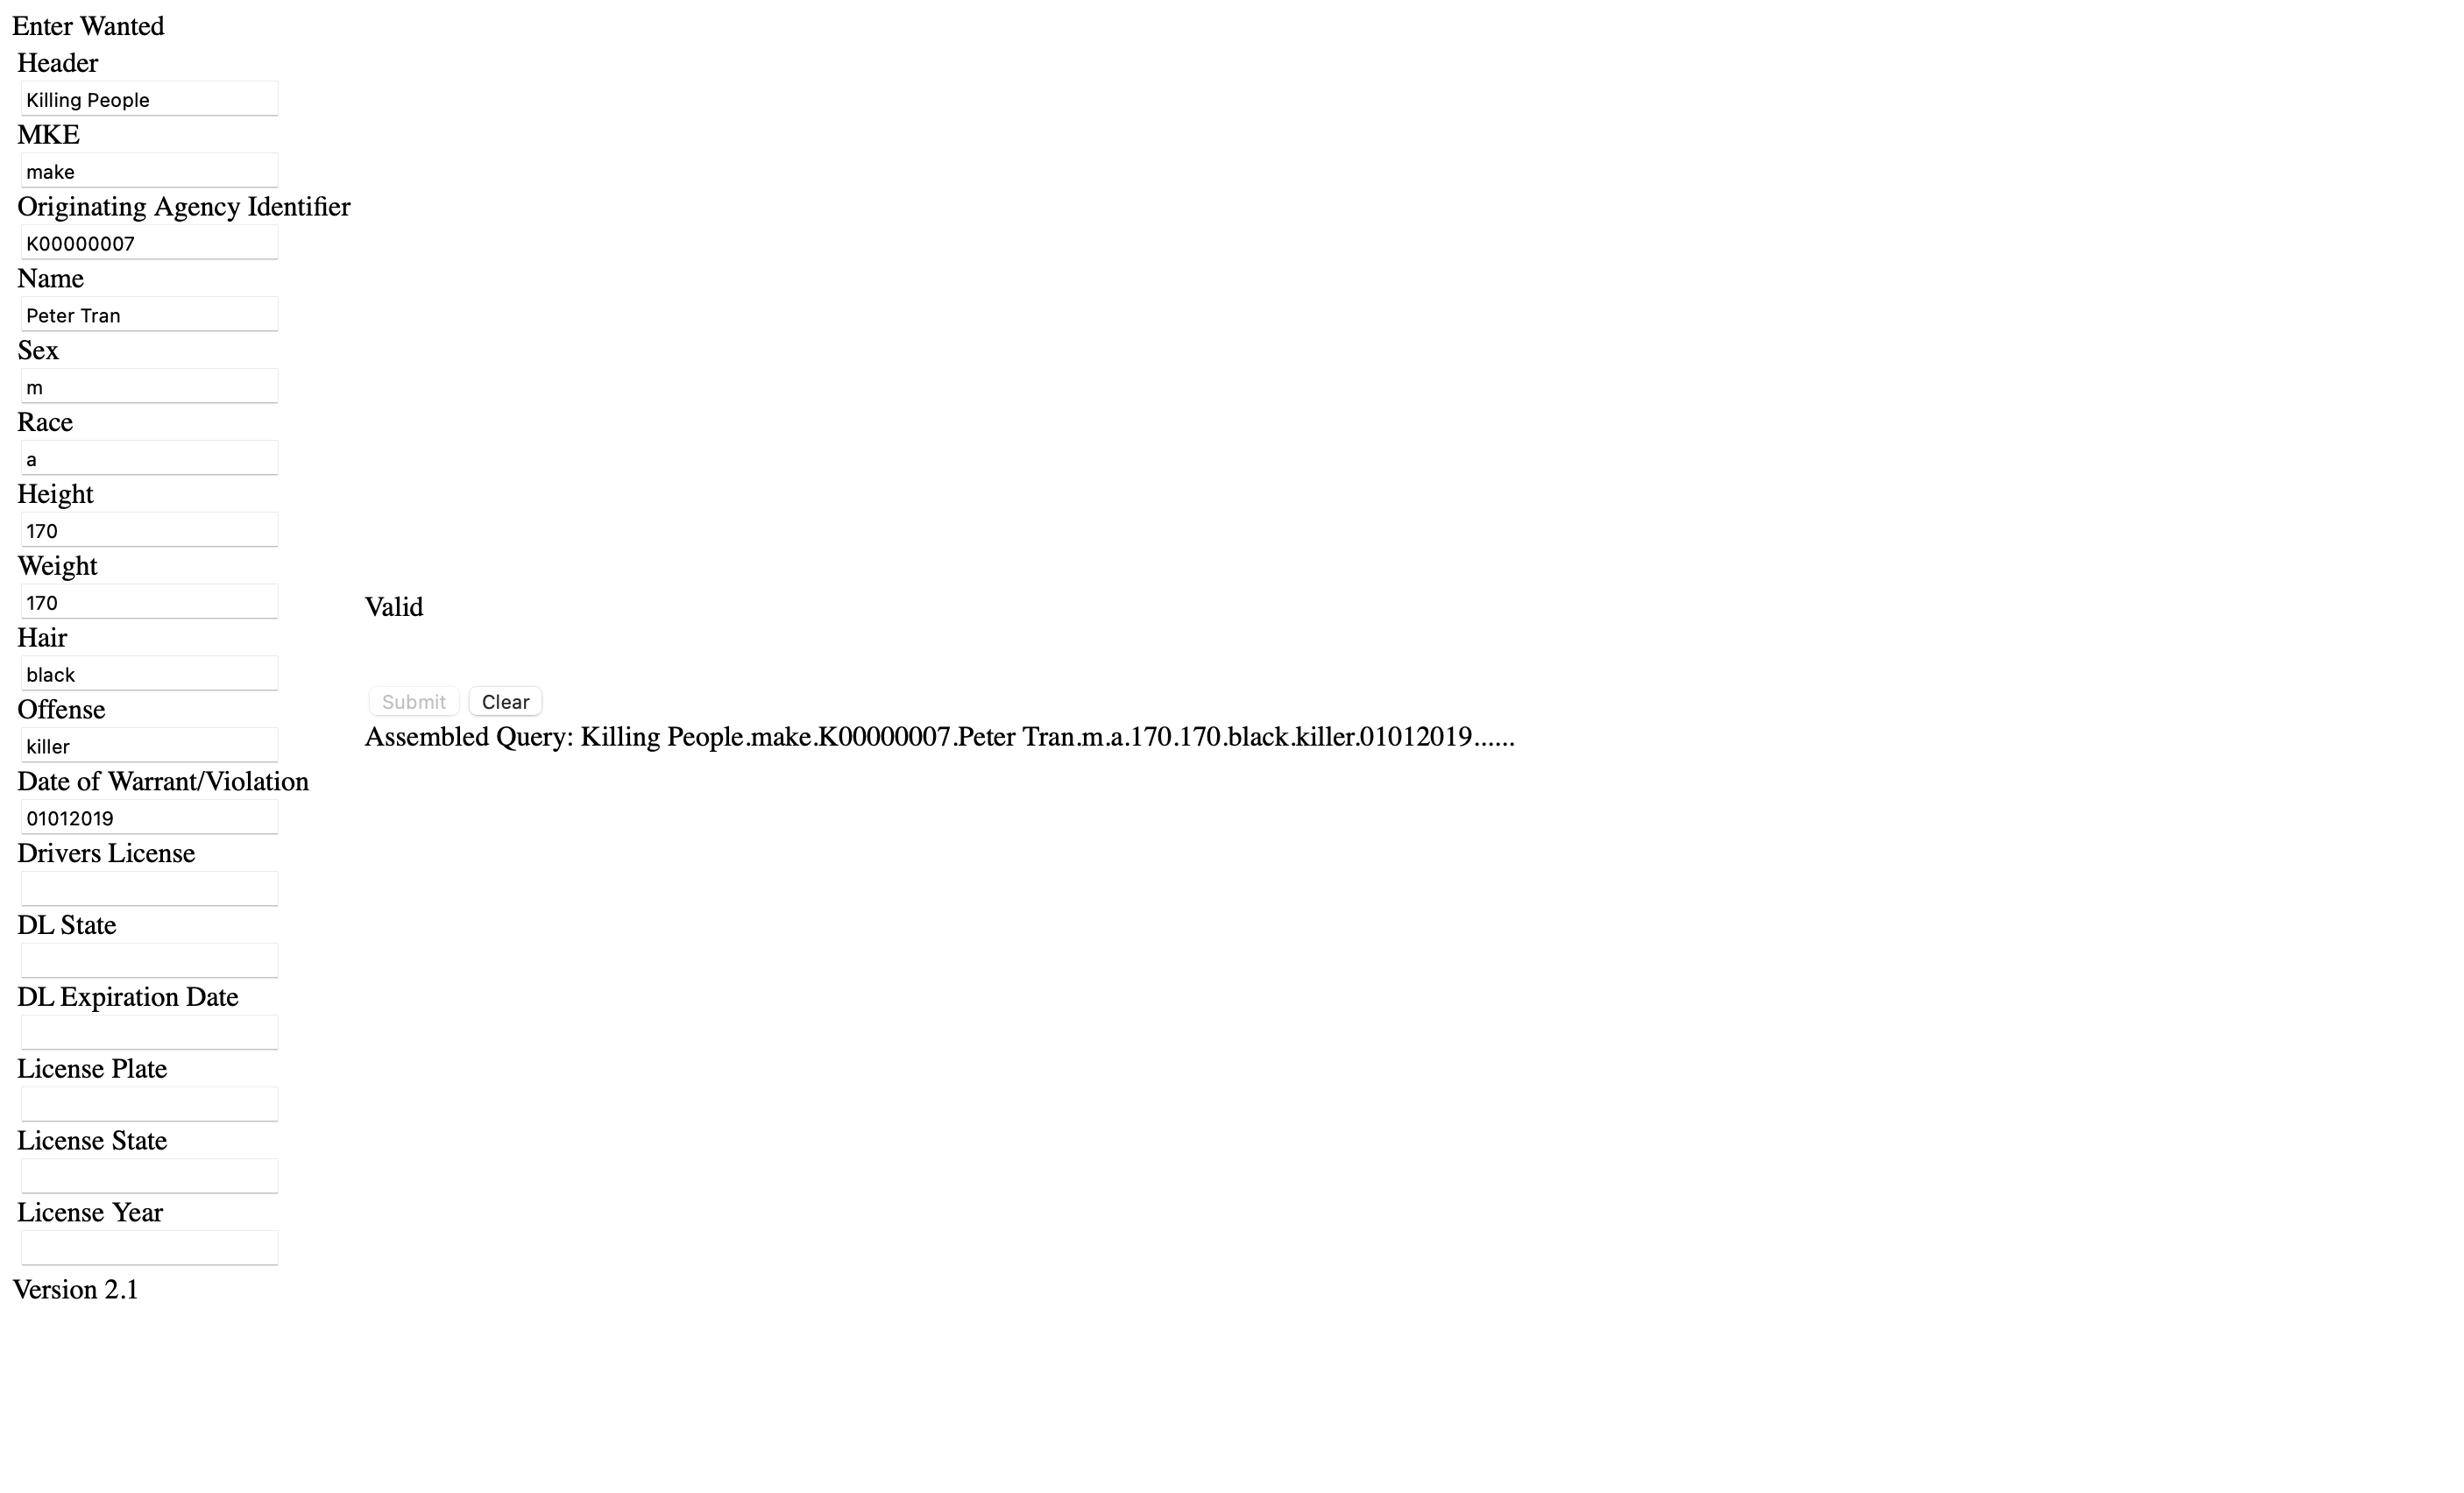 Enter Wanted
Header
Killing People
MKE
make
Originating Agency Identifier
K00000007
Name
Peter Tran
Sex
m
Race
a
Height
170
Weight
170
Hair
black
Offense
killer
Date of Warrant/Violation
01012019
Drivers License
DL State
DL Expiration Date
License Plate
License State
License Year
Valid
Submit Clear
Assembled Query: Killing People.make.K00000007.Peter Tran.m.a.170.170.black.killer.01012019......
Version 2.1